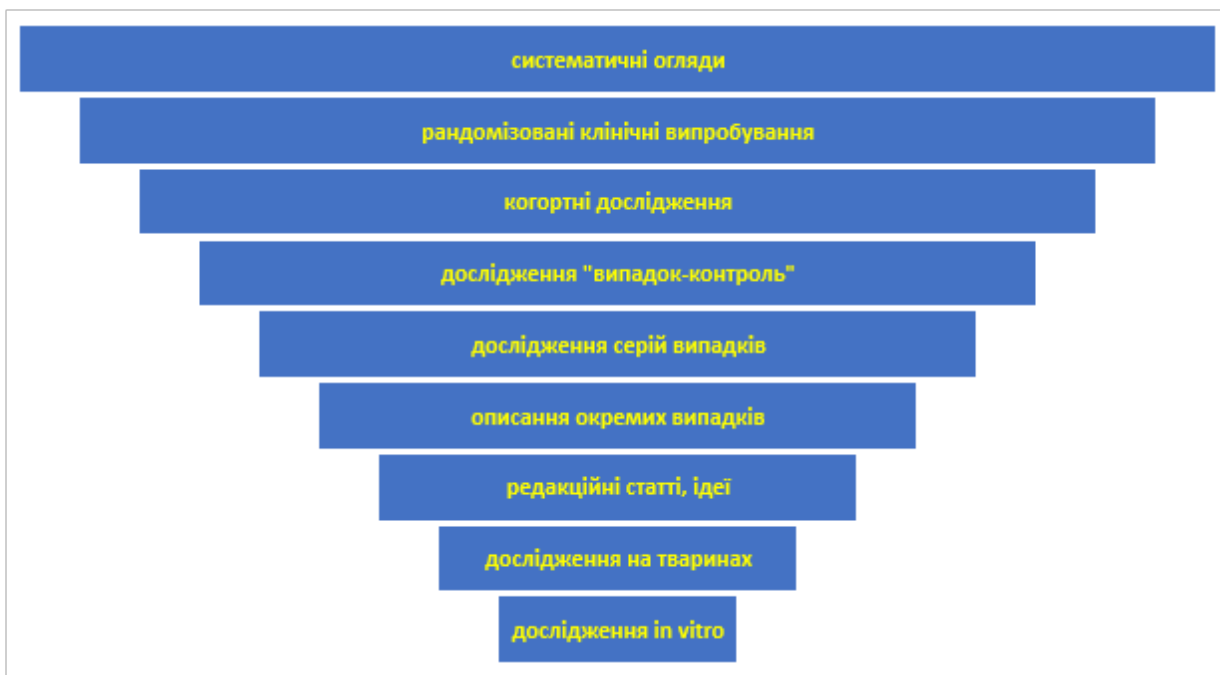 систематичні огляди
рандомізовані клінічні випробування
когортні дослідження
дослідження "випадок-контроль"
дослідження серій випадків
описання окремих випадків
редакційні статті, ідеї
дослідження на тваринах
дослідження in vitro